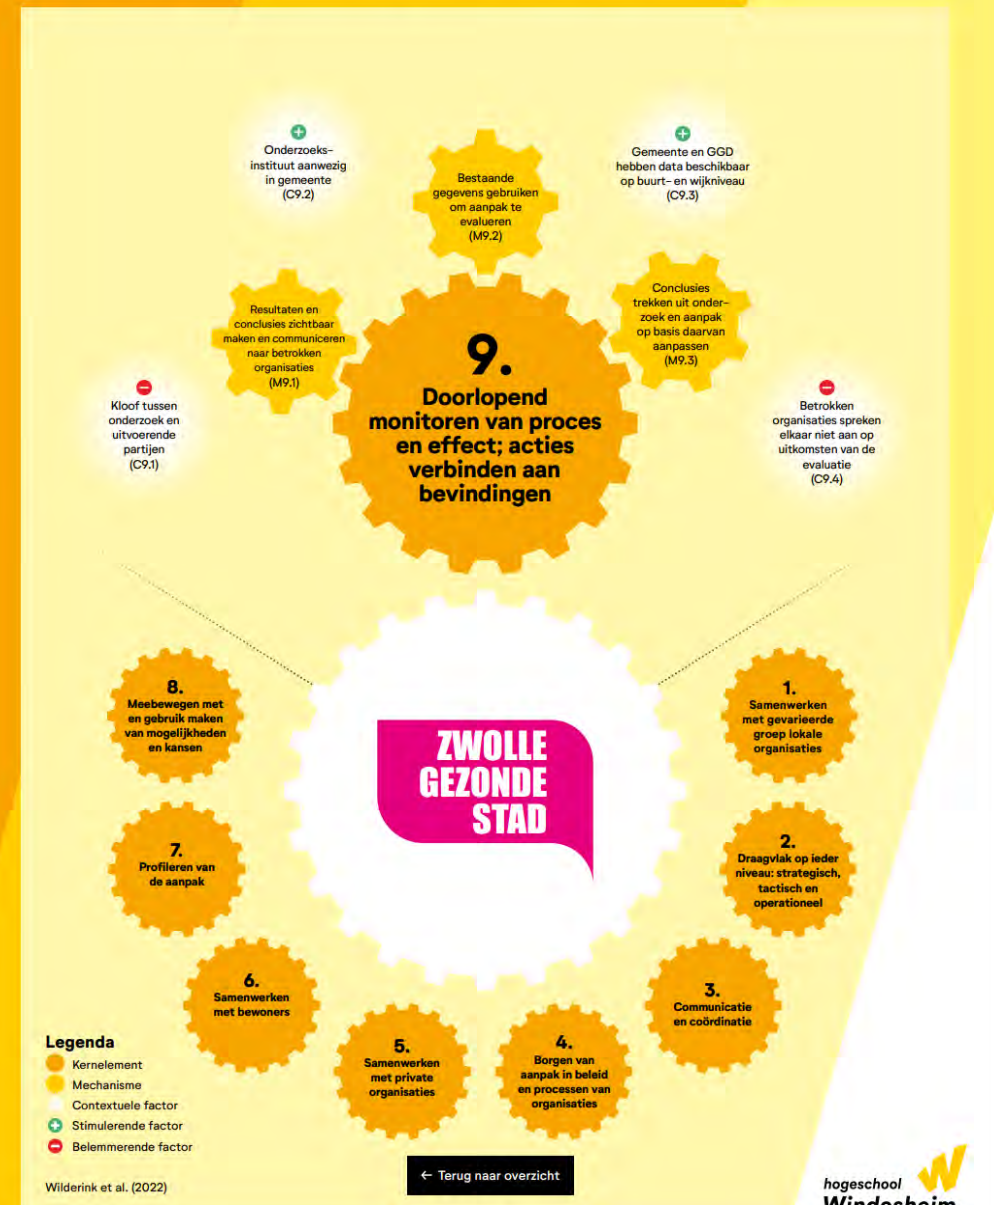 Onderzoeks-
instituut aanwezig
in gemeente
(C9.2)
Bestaande
gegevens gebruiken
om aanpak te
evalueren
(M9.2)
Gemeente en GGD
hebben data beschikbaar
op buurt- en wijkniveau
(C9.3)
Resultaten en
conclusies zichtbaar
maken en communiceren
naar betrokken
organisaties
(M9.1)
Conclusies
trekken uit onder-
zoek en aanpak
op basis daarvan
aanpassen
(M9.3)
Kloof tussen
onderzoek en
uitvoerende
partijen
(C9.1)
9.
Doorlopend
monitoren van proces
en effect; acties
verbinden aan
bevindingen
Betrokken
organisaties spreken
elkaar niet aan op
uitkomsten van de
evaluatie
(C9.4)
8.
Meebewegen met
en gebruik maken
van mogelijkheden
en kansen
ZWOLLE
GEZONDE
STAD
1.
Samenwerken
met gevarieerde
groep lokale
organisaties
7.
Profileren van
de aanpak
2.
Draagvlak op ieder
niveau: strategisch,
tactisch en
operationeel
6.
Samenwerken
met bewoners
3.
Communicatie
en coördinatie
5.
Samenwerken
met private
organisaties
4.
Borgen van
aanpak in beleid
en processen van
organisaties
Legenda
Kernelement
Mechanisme
Contextuele factor
Stimulerende factor
Belemmerende factor
Wilderink et al. (2022)
← Terug naar overzicht
hogeschool
Windesheim